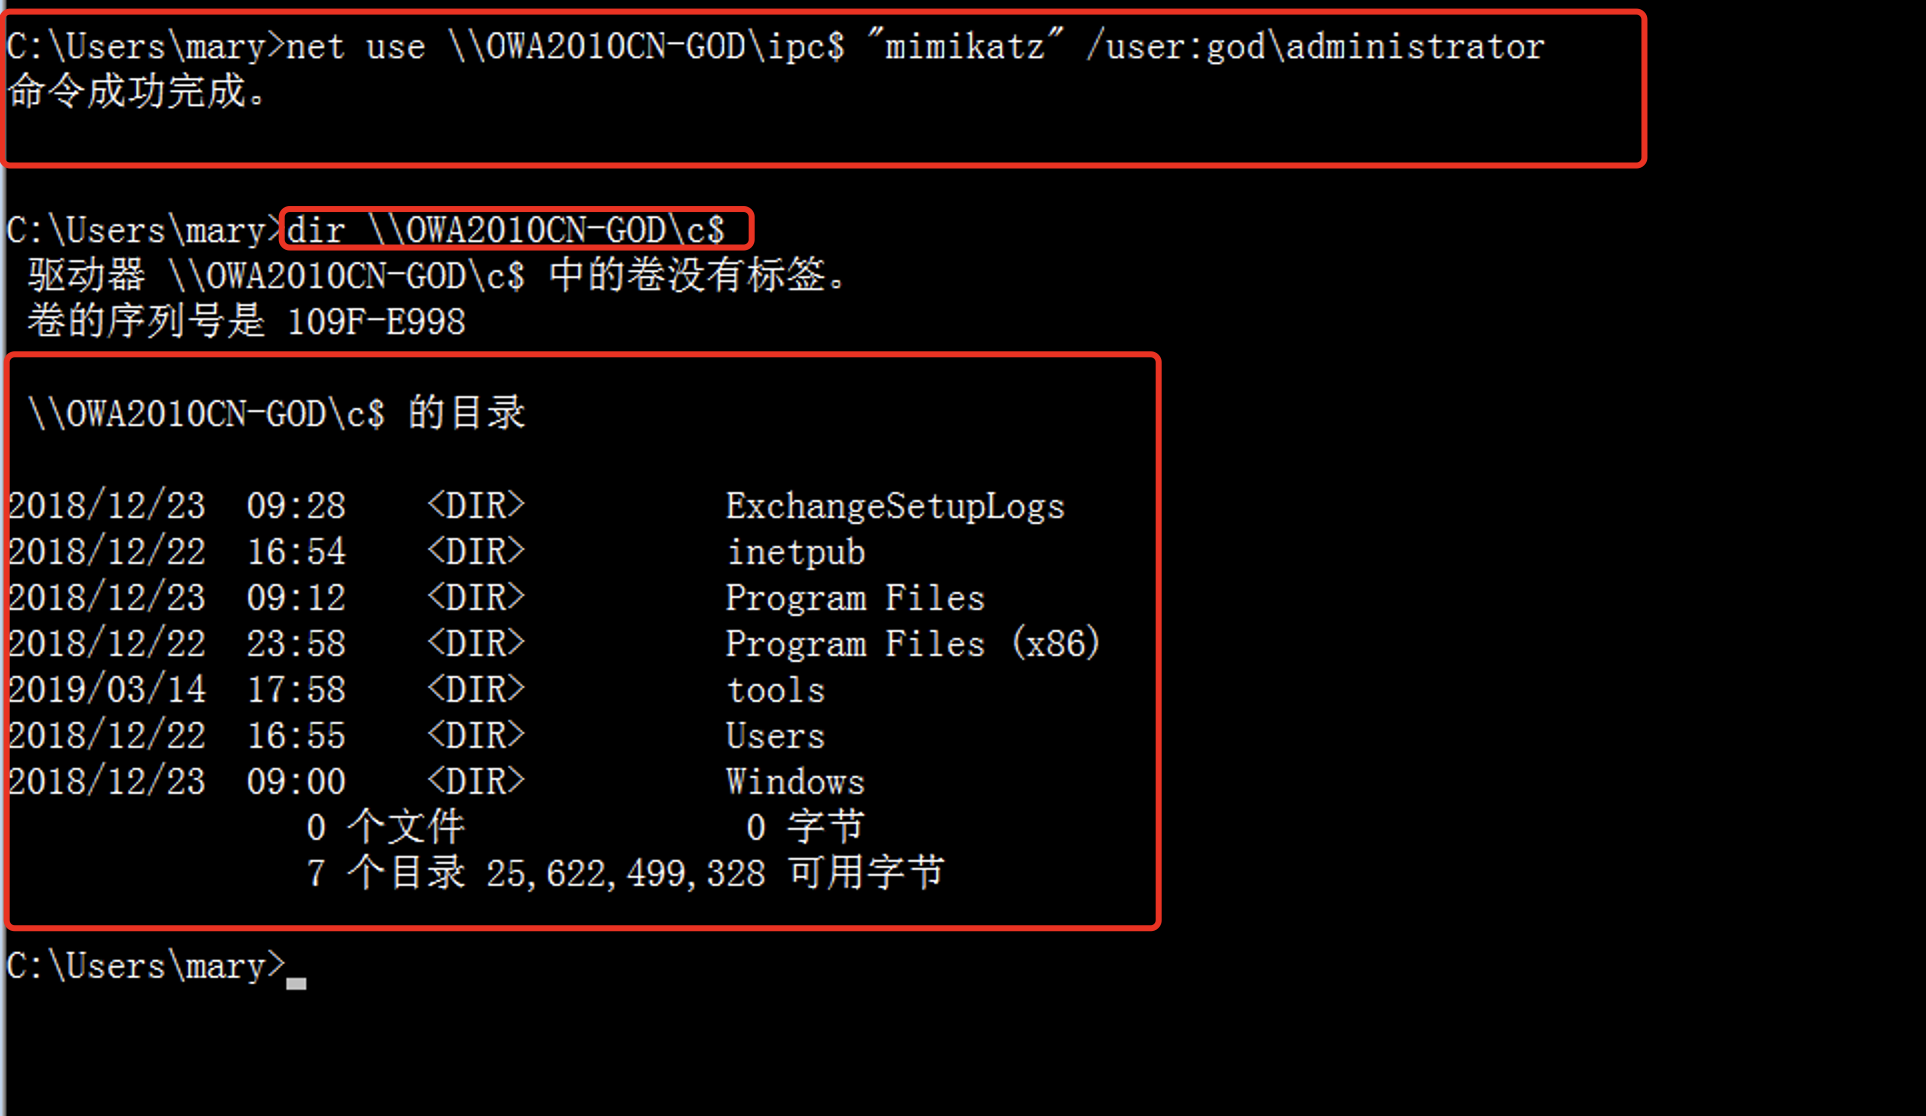 C:\Users\mary>net use \\OWA2010CN-GOD\ipc$ "mimikatz" /user:god\administrator
命令成功完成。
C:\Users\mary>dir \\OWA2010CN-GOD\c$
驱动器 \\OWA2010CN-GOD\c$ 中的卷没有标签。
卷的序列号是 109F-E998
\\OWA2010CN-GOD\c$ 的目录
2018/12/23  09:28    <DIR>          ExchangeSetupLogs
2018/12/22  16:54    <DIR>          inetpub
2018/12/23  09:12    <DIR>          Program Files
2018/12/22  23:58    <DIR>          Program Files (x86)
2019/03/14  17:58    <DIR>          tools
2018/12/22  16:55    <DIR>          Users
2018/12/23  09:00    <DIR>          Windows
0 个文件              0 字节
7 个目录 25,622,499,328 可用字节
C:\Users\mary>